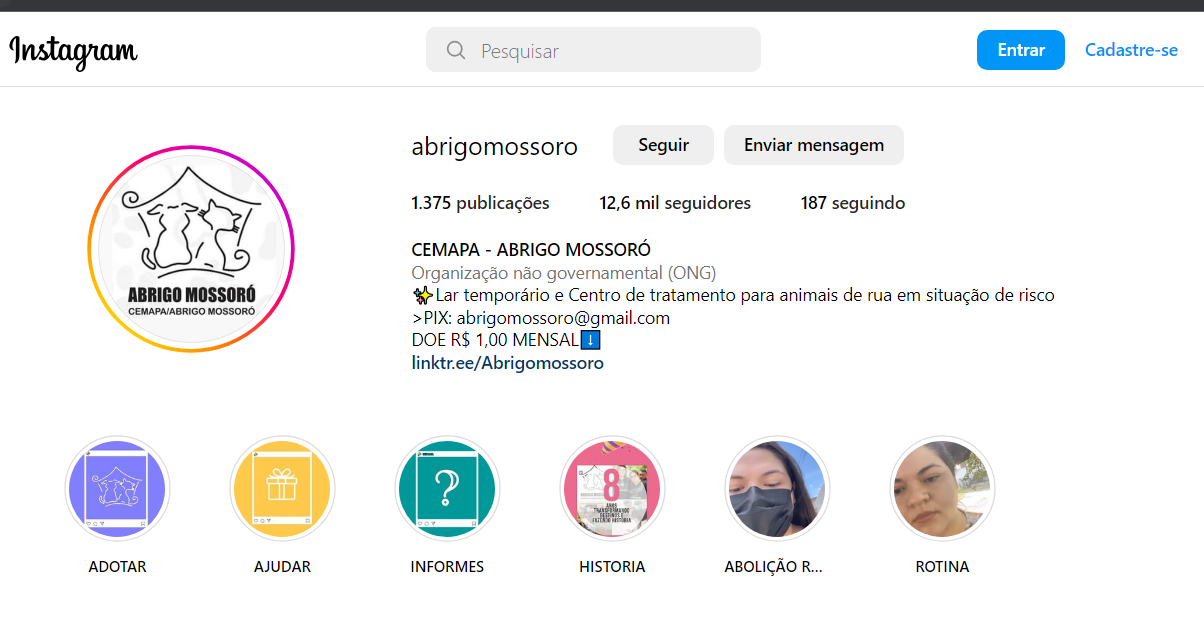 Instagram
Pesquisar
Entrar
Cadastre-se
abrigomossoro
Seguir
Enviar mensagem
1.375 publicações
12,6 mil seguidores
187 seguindo
CEMAPA - ABRIGO MOSSORÓ
Organização não governamental (ONG)
✨Lar temporário e Centro de tratamento para animais de rua em situação de risco
>PIX: abrigomossoro@gmail.com
DOE R$ 1,00 MENSAL⬇️
linktr.ee/Abrigomossoro
ABRIGO MOSSORÓ
CEMAPA/ABRIGO MOSSORÓ
?
8
ANOS
TRANSFORMANDO
DESTINOS E
FAZENDO HISTÓRIA
ADOTAR
AJUDAR
INFORMES
HISTORIA
ABOLIÇÃO R...
ROTINA